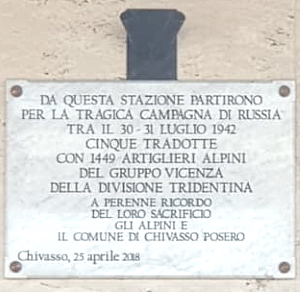 DA QUESTA STAZIONE PARTIRONO
PER LA TRAGICA CAMPAGNA DI RUSSIA
TRA IL 30-31 LUGLIO 1942
CINQUE TRADOTTE
CON 1449 ARTIGLIERI ALPINI
DEL GRUPPO VICENZA
DELLA DIVISIONE TRIDENTINA
A PERENNE RICORDO
DEL LORO SACRIFICIO
GLI ALPINI E
IL COMUNE DI CHIVASSO POSERO
Chivasso, 25 aprile 2018